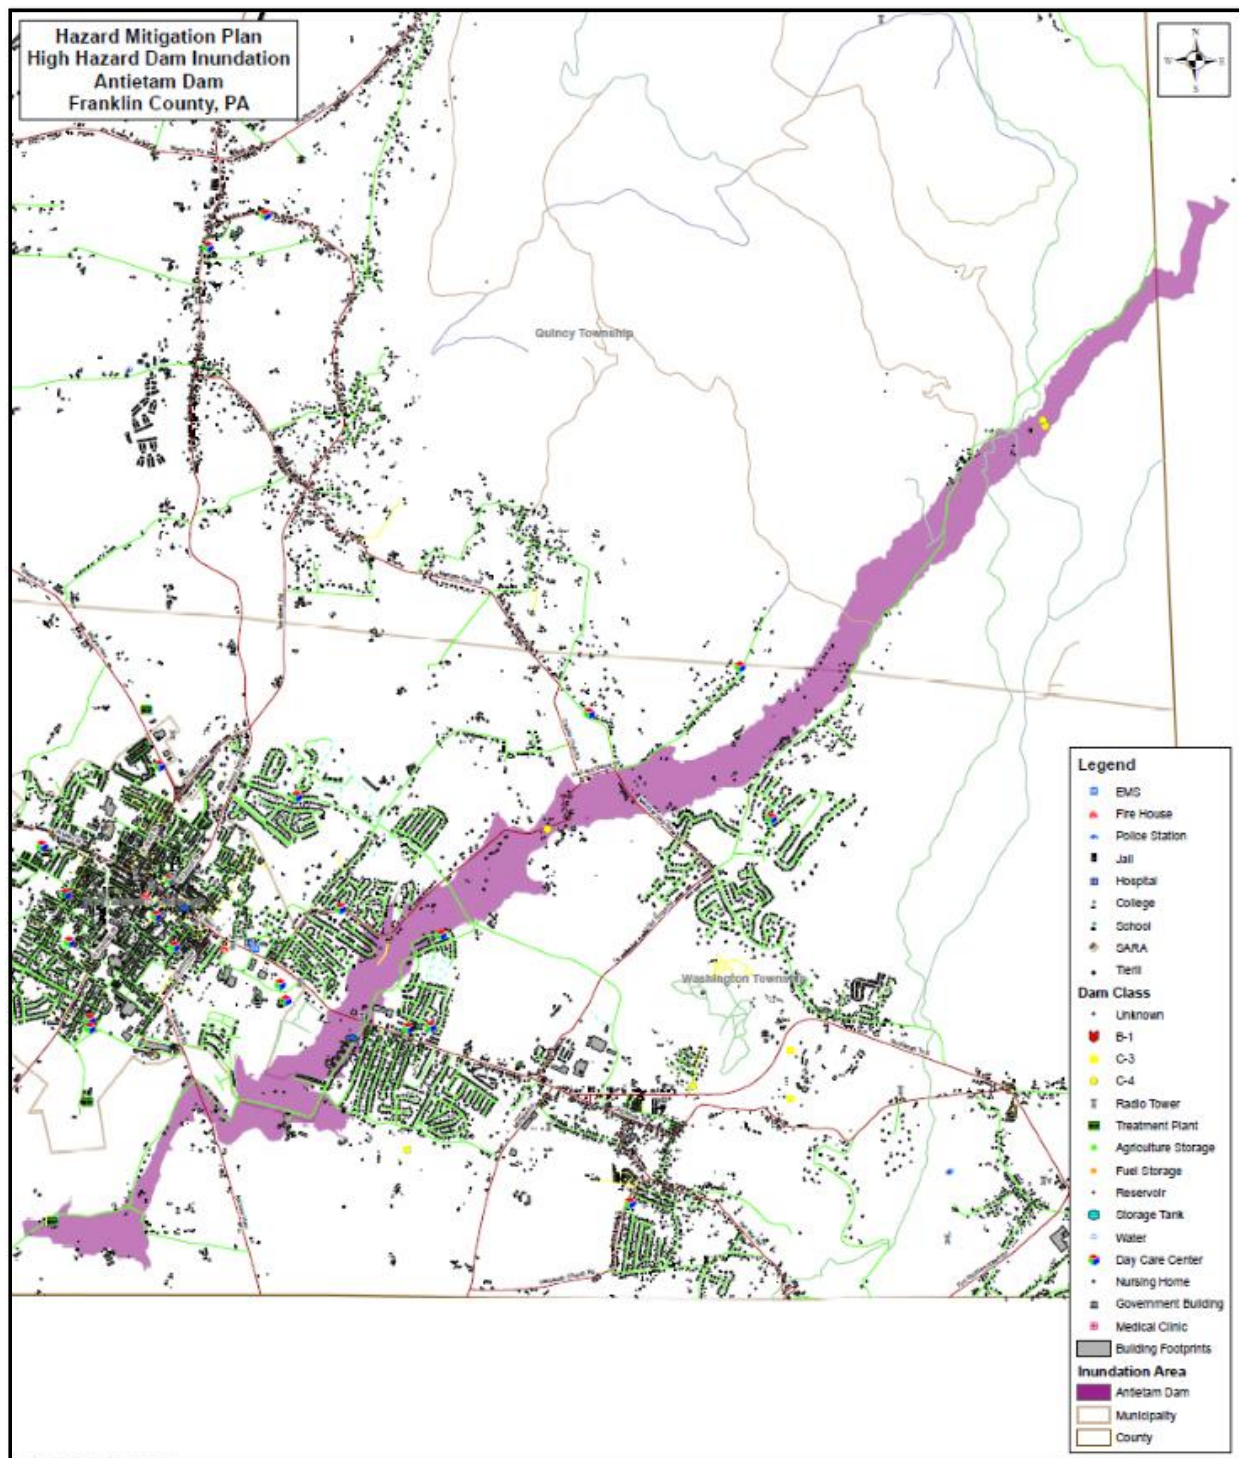 Hazard Mitigation Plan
High Hazard Dam Inundation
Antietam Dam
Franklin County, PA
N
W E
S
Quincy Township
Washington Township
Legend
EMS
Fire House
Police Station
Jail
Hospital
College
School
SARA
TierII
Dam Class
Unknown
B-1
C-3
C-4
Radio Tower
Treatment Plant
Agriculture Storage
Fuel Storage
Reservoir
Storage Tank
Water
Day Care Center
Nursing Home
Government Building
Medical Clinic
Building Footprints
Inundation Area
Antietam Dam
Municipality
County